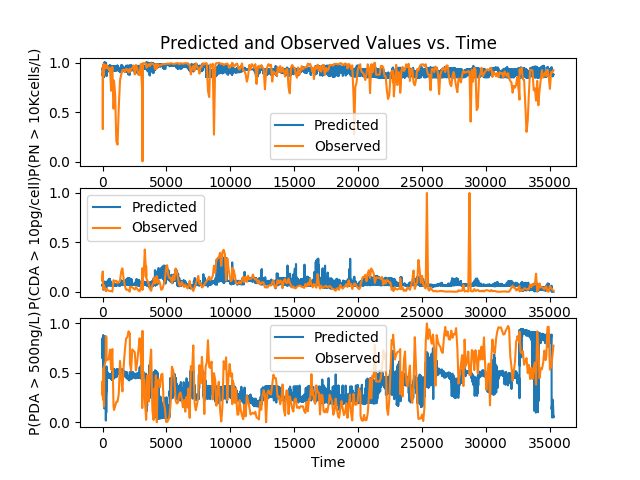 Predicted and Observed Values vs. Time
P(PN > 10Kcells/L)
1.0
0.5
0.0
Predicted
Observed
0 5000 10000 15000 20000 25000 30000 35000
P(CDA > 10pg/cell)
1.0
0.5
0.0
Predicted
Observed
0 5000 10000 15000 20000 25000 30000 35000
P(PDA > 500ng/L)
1.0
0.5
0.0
Predicted
Observed
0 5000 10000 15000 20000 25000 30000 35000
Time